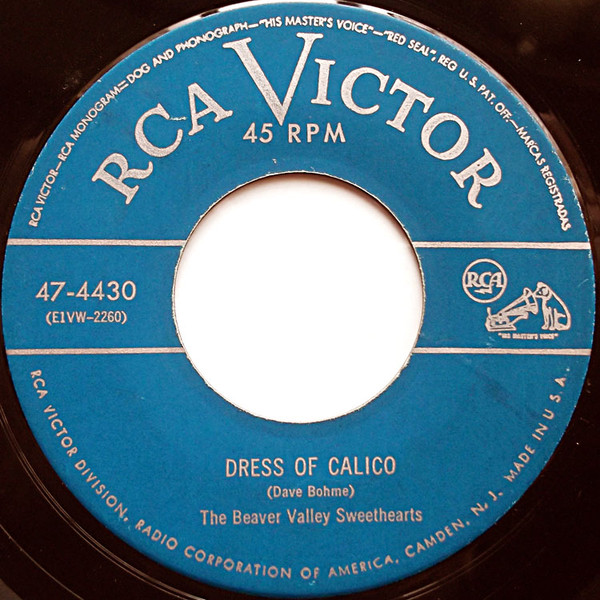 RCA VICTOR—RCA MONOGRAM—DOG AND PHONOGRAPH—"HIS MASTER'S VOICE"—"RED SEAL", REG U.S. PAT. OFF.—MARCAS REGISTRADAS
RCA VICTOR
45 RPM
47-4430
(E1VW-2260)
RCA
"HIS MASTER'S VOICE"
DRESS OF CALICO
(Dave Bohme)
The Beaver Valley Sweethearts
RCA VICTOR DIVISION, RADIO CORPORATION OF AMERICA, CAMDEN, N. J. MADE IN U.S.A.